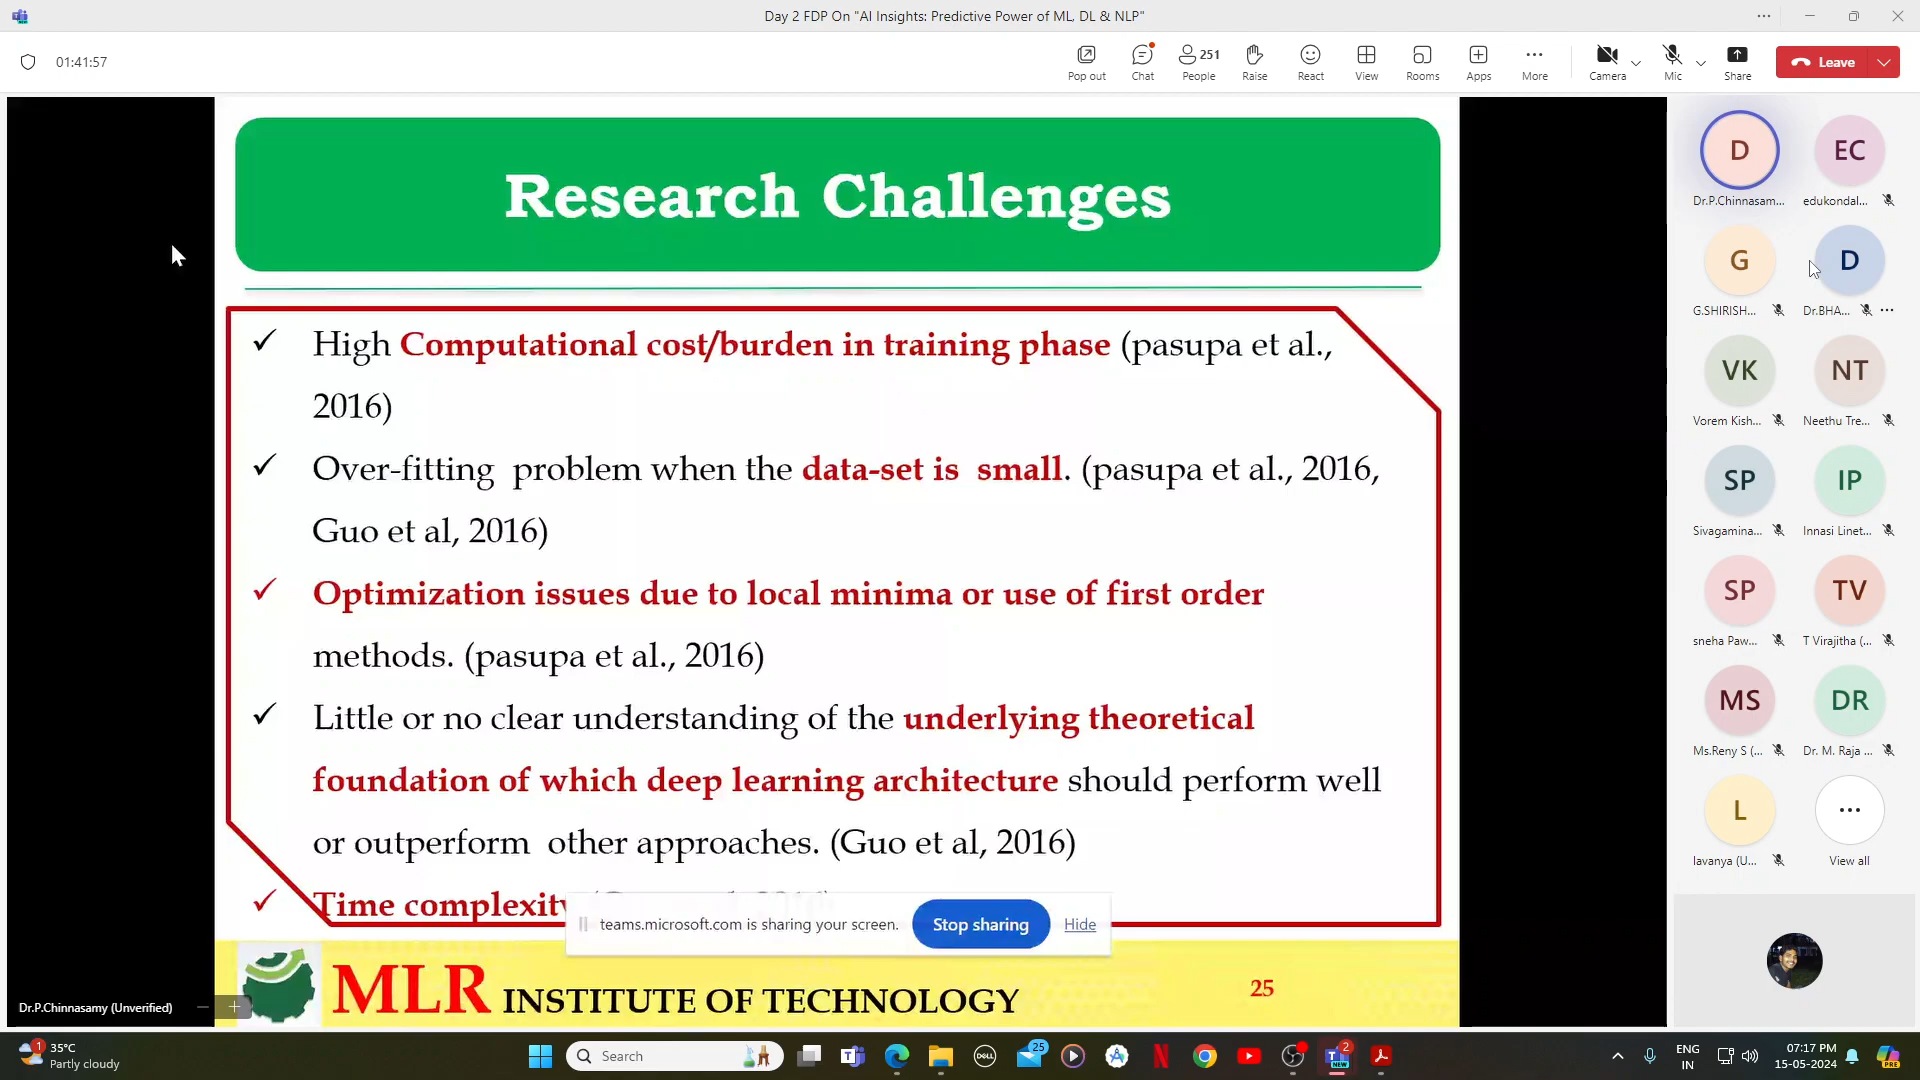 Day 2 FDP On "AI Insights: Predictive Power of ML, DL & NLP"
01:41:57
Pop out
Chat
251
People
Raise
React
View
Rooms
Apps
More
Camera
Mic
Share
Leave
Research Challenges
High Computational cost/burden in training phase (pasupa et al.,
2016)
Over-fitting problem when the data-set is small. (pasupa et al., 2016,
Guo et al, 2016)
Optimization issues due to local minima or use of first order
methods. (pasupa et al., 2016)
Little or no clear understanding of the underlying theoretical
foundation of which deep learning architecture should perform well
or outperform other approaches. (Guo et al, 2016)
Time complexity
teams.microsoft.com is sharing your screen.
Stop sharing
Hide
MLR INSTITUTE OF TECHNOLOGY
25
Dr.P.Chinnasamy (Unverified)
D
Dr.P.Chinnasam...
EC
edukondal...
G
G.SHIRISH...
D
Dr.BHA...
VK
Vorem Kish...
NT
Neethu Tre...
SP
Sivagamina...
IP
Innasi Linet...
SP
sneha Paw...
TV
T Virajitha (...
MS
Ms.Reny S (...
DR
Dr. M. Raja ...
L
lavanya (U...
View all
1
35°C
Partly cloudy
Search
DELL
25
2
NEW
ENG
IN
07:17 PM
15-05-2024
PRE